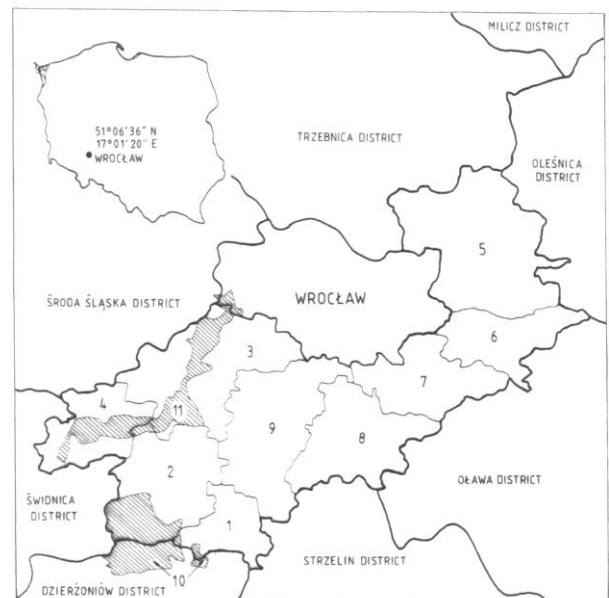 MILICZ DISTRICT
51°06'36" N
17°01'20" E
WROCŁAW
TRZEBNICA DISTRICT
OLEŚNICA
DISTRICT
5
ŚRODA ŚLĄSKA DISTRICT
WROCŁAW
6
3
7
4
11
9
8
2
OŁAWA DISTRICT
ŚWIDNICA
DISTRICT
1
STRZELIN DISTRICT
10
DZIERŻONIÓW DISTRICT